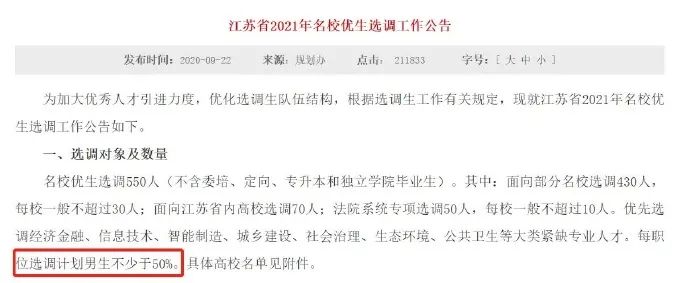 江苏省2021年名校优生选调工作公告
发布时间：2020-09-22 来源：规划办 点击：211833 字号：[ 大 中 小 ]
为加大优秀人才引进力度，优化选调生队伍结构，根据选调生工作有关规定，现就江苏省2021年名校优
生选调工作公告如下。
一、选调对象及数量
名校优生选调550人（不含委培、定向、专升本和独立学院毕业生）。其中：面向部分名校选调430人，
每校一般不超过30人；面向江苏省内高校选调70人；法院系统专项选调50人，每校一般不超过10人。优先选
调经济金融、信息技术、智能制造、城乡建设、社会治理、生态环境、公共卫生等大类紧缺专业人才。每职
位选调计划男生不少于50%。具体高校名单见附件。